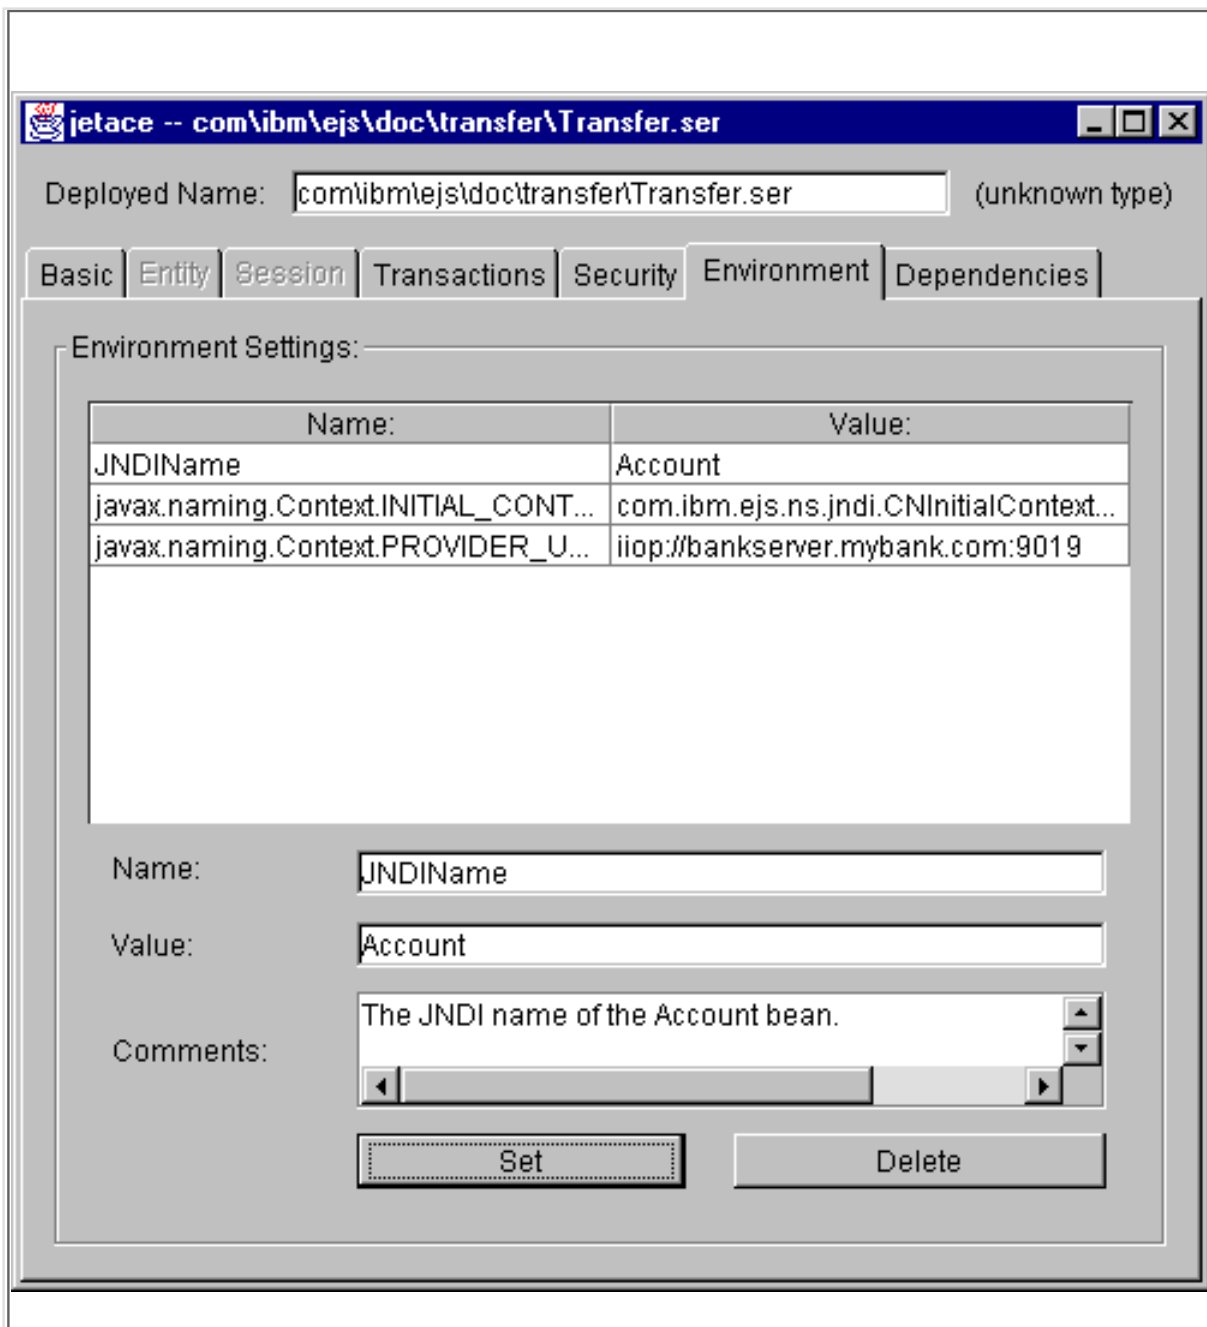 jetace -- com\ibm\ejs\doc\transfer\Transfer.ser
Deployed Name: com\ibm\ejs\doc\transfer\Transfer.ser (unknown type)
Basic Entity Session Transactions Security Environment Dependencies
Environment Settings:
Name: Value:
JNDIName Account
javax.naming.Context.INITIAL_CONT... com.ibm.ejs.ns.jndi.CNInitialContext...
javax.naming.Context.PROVIDER_U... iiop://bankserver.mybank.com:9019
Name: JNDIName
Value: Account
The JNDI name of the Account bean.
Comments:
Set Delete